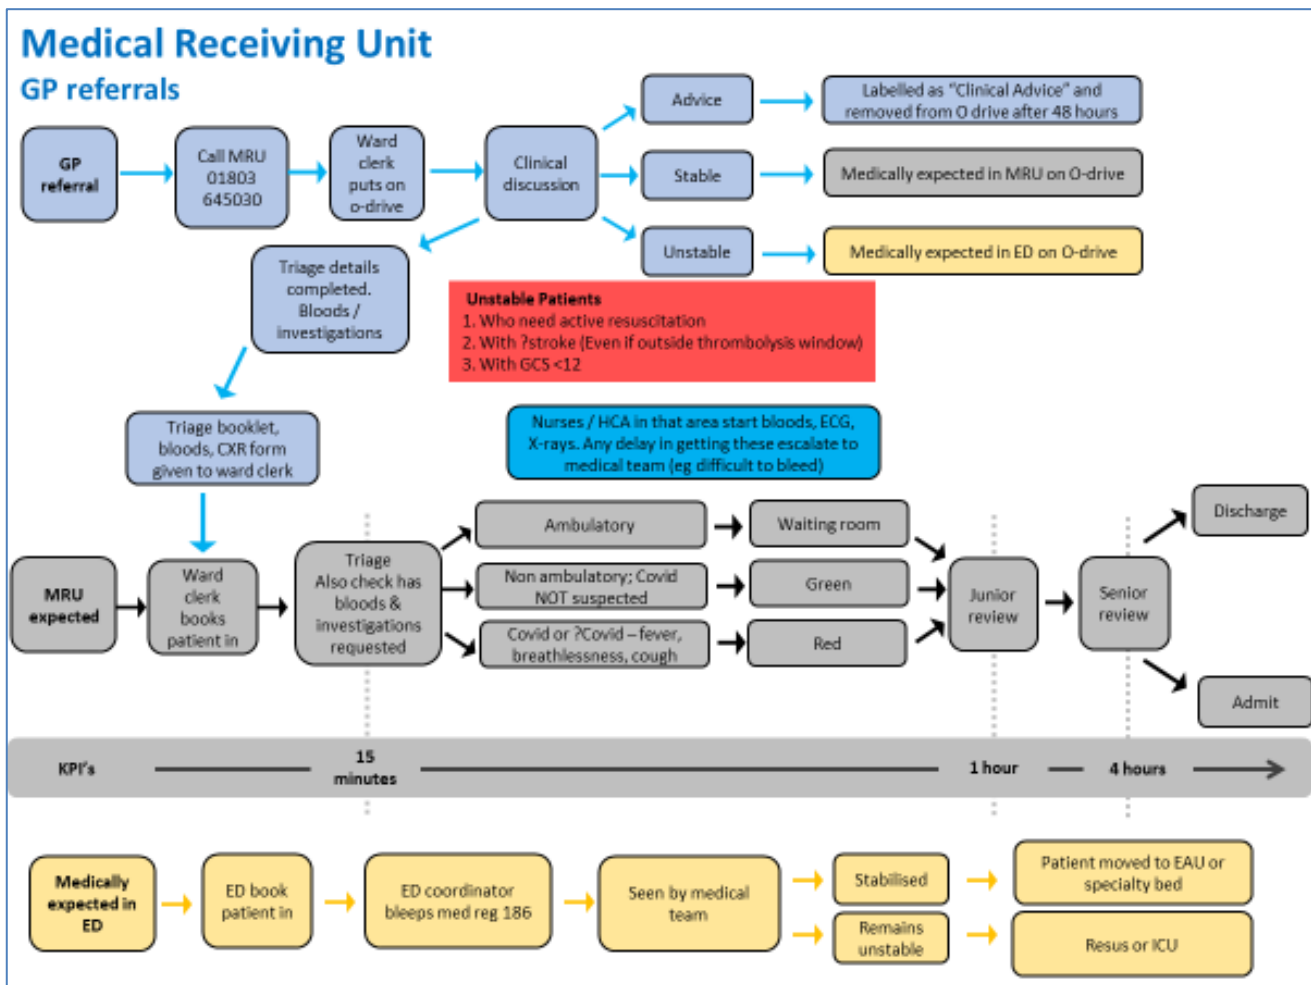 Medical Receiving Unit
GP referrals
GP
referral
Call MRU
01803
645030
Ward
clerk
puts on
o-drive
Clinical
discussion
Advice
Labelled as "Clinical Advice" and
removed from O drive after 48 hours
Stable
Medically expected in MRU on O-drive
Unstable
Medically expected in ED on O-drive
Triage details
completed.
Bloods /
investigations
Unstable Patients
1. Who need active resuscitation
2. With ?stroke (Even if outside thrombolysis window)
3. With GCS <12
Triage booklet,
bloods, CXR form
given to ward clerk
Nurses / HCA in that area start bloods, ECG,
X-rays. Any delay in getting these escalate to
medical team (eg difficult to bleed)
MRU
expected
Ward
clerk
books
patient in
Triage
Also check has
bloods &
investigations
requested
Ambulatory
Waiting room
Non ambulatory; Covid
NOT suspected
Green
Covid or ?Covid – fever,
breathlessness, cough
Red
Junior
review
Senior
review
Discharge
Admit
KPI's
15
minutes
1 hour
4 hours
Medically
expected in
ED
ED book
patient in
ED coordinator
bleeps med reg 186
Seen by medical
team
Stabilised
Patient moved to EAU or
specialty bed
Remains
unstable
Resus or ICU